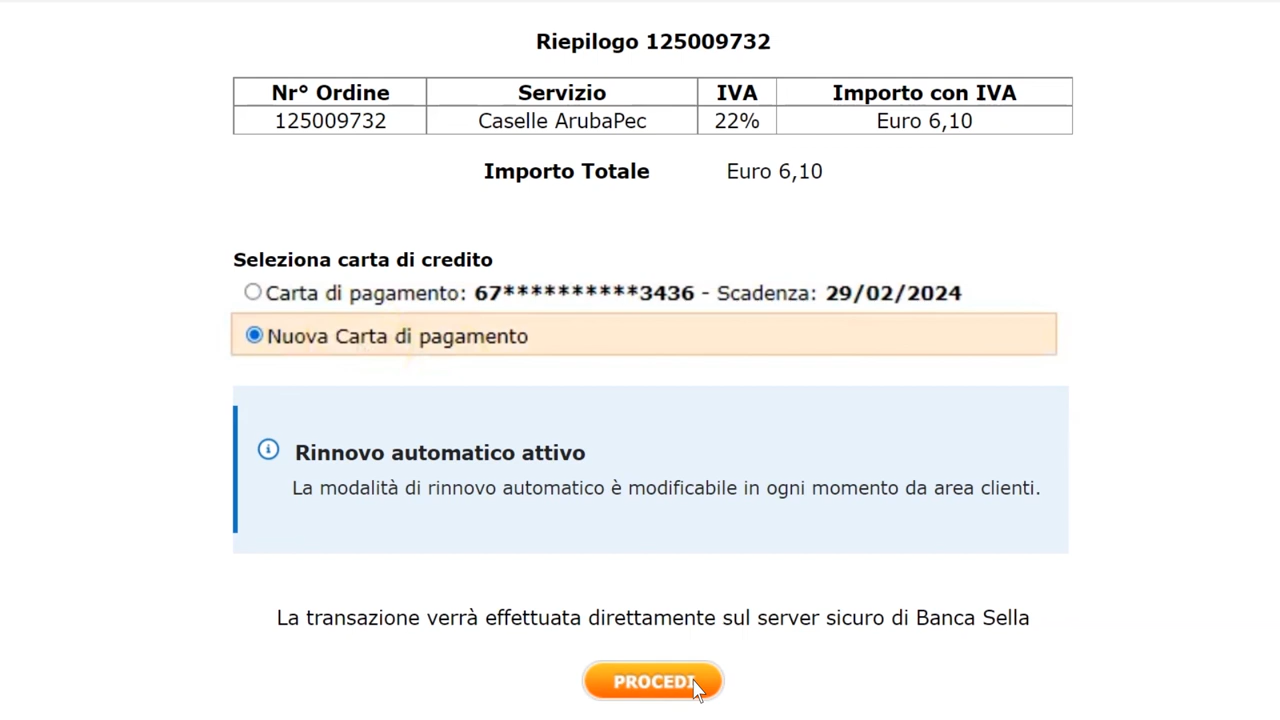 Riepilogo 125009732
Nr° Ordine Servizio IVA Importo con IVA
125009732 Caselle ArubaPec 22% Euro 6,10
Importo Totale Euro 6,10
Seleziona carta di credito
Carta di pagamento: 67**********3436 - Scadenza: 29/02/2024
Nuova Carta di pagamento
Rinnovo automatico attivo
La modalità di rinnovo automatico è modificabile in ogni momento da area clienti.
La transazione verrà effettuata direttamente sul server sicuro di Banca Sella
PROCEDI